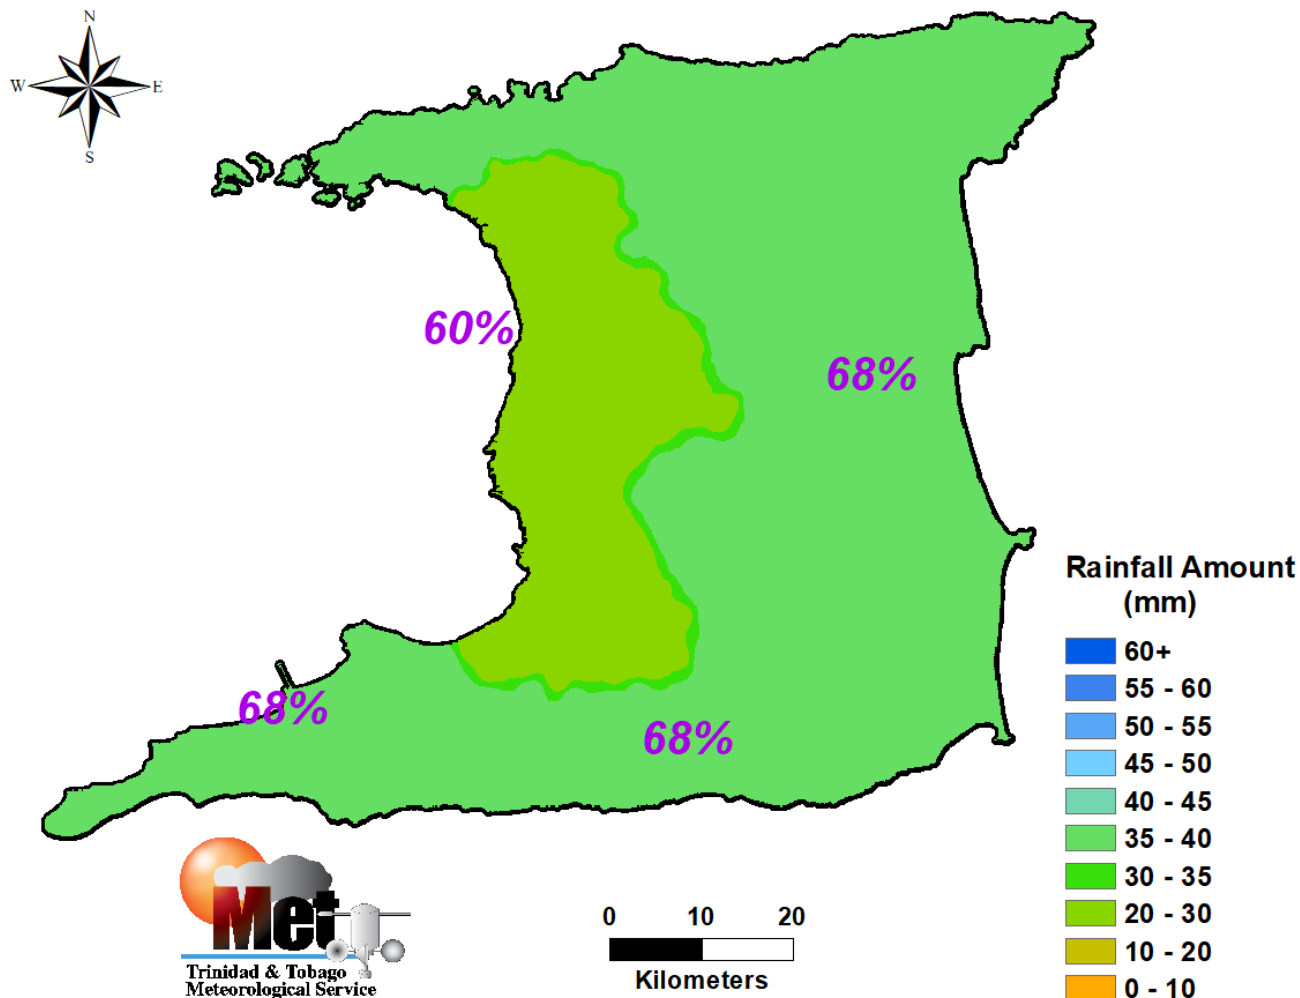 N
W
E
S
60%
68%
68%
68%
Rainfall Amount
(mm)
60+
55 - 60
50 - 55
45 - 50
40 - 45
35 - 40
30 - 35
20 - 30
10 - 20
0 - 10
0 10 20
Kilometers
Met
Trinidad & Tobago
Meteorological Service